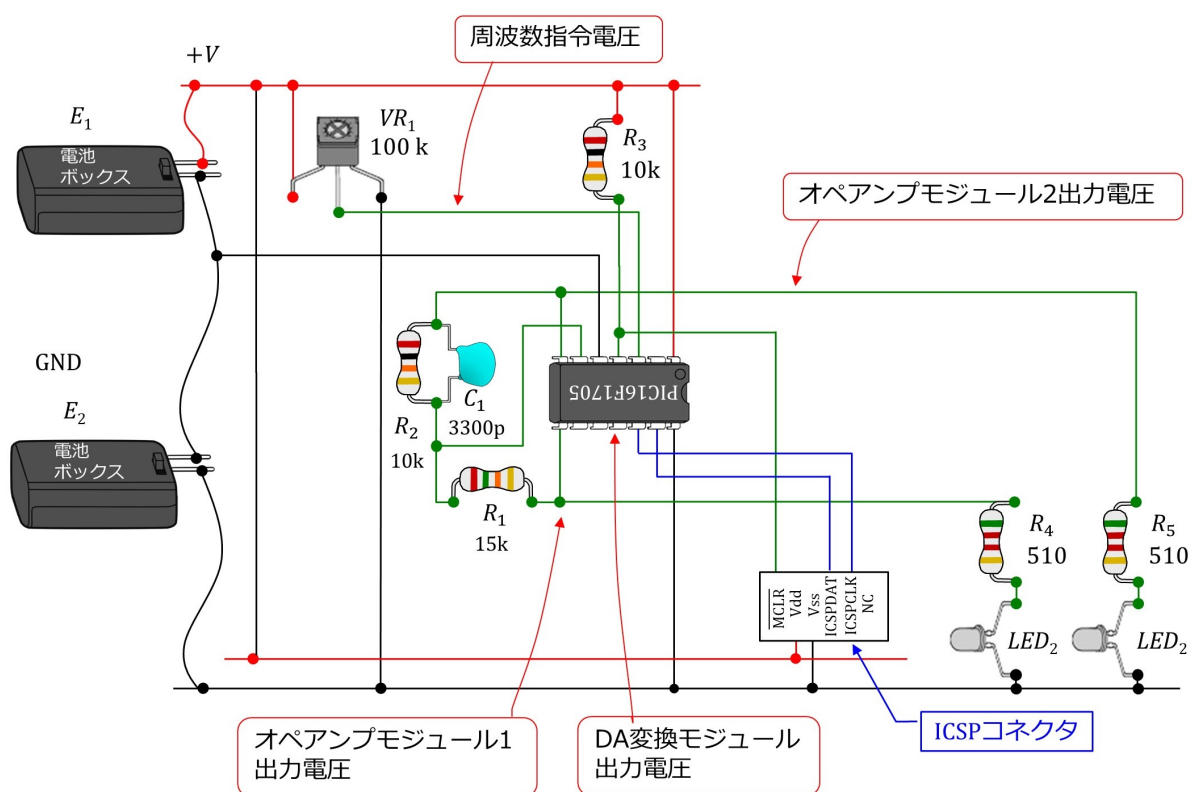 周波数指令電圧
+V
E1
電池
ボックス
VR1
100 k
R3
10k
オペアンプモジュール2出力電圧
GND
E2
電池
ボックス
R2
10k
C1
3300p
PIC16F1705
R1
15k
R4
510
R5
510
MCLR
Vdd
Vss
ICSPDAT
ICSPCLK
NC
LED2
LED2
オペアンプモジュール1
出力電圧
DA変換モジュール
出力電圧
ICSPコネクタ